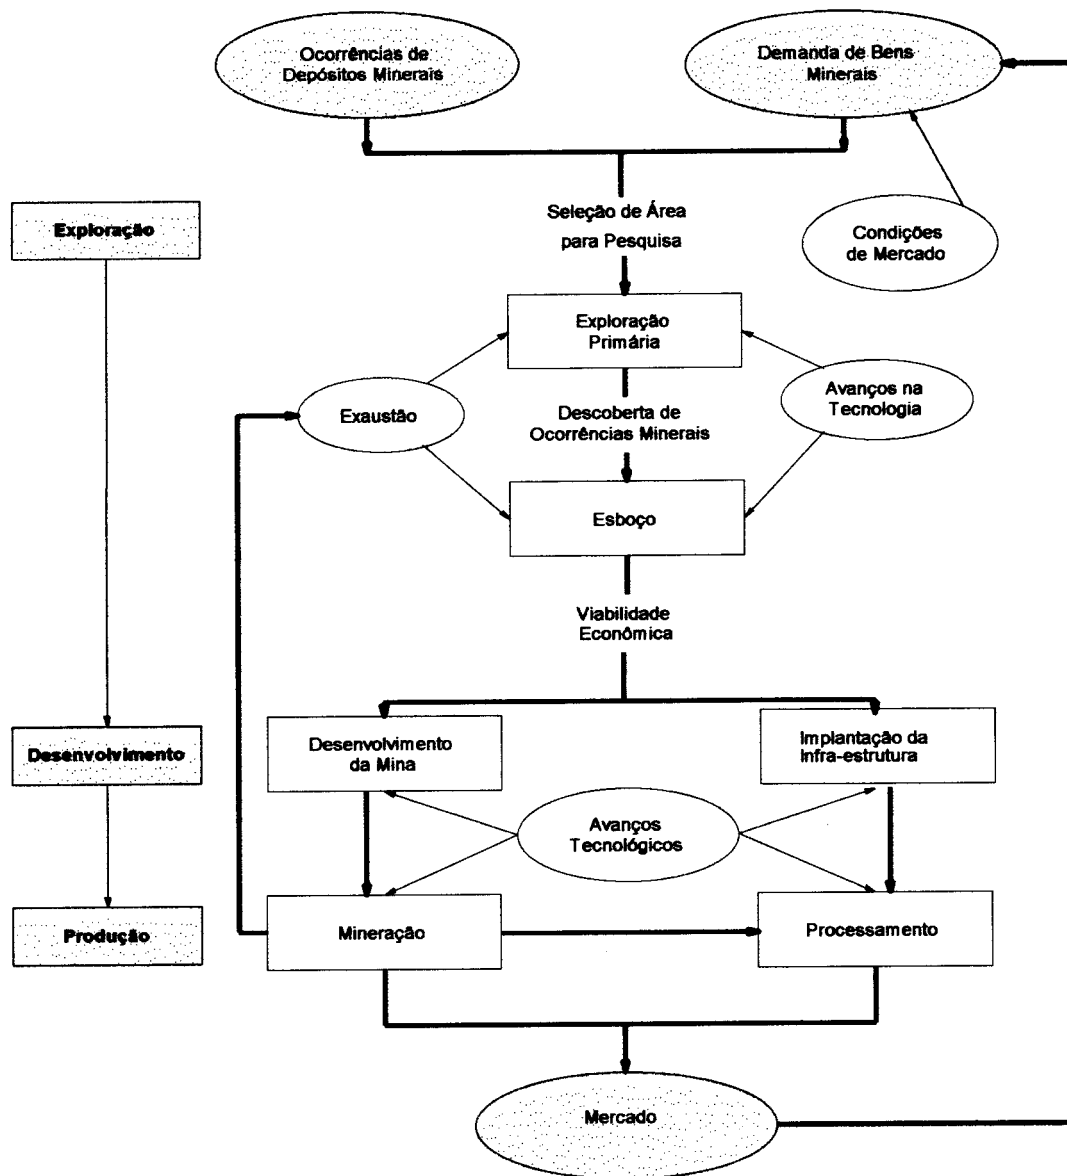 Ocorrências de
Depósitos Minerais
Demanda de Bens
Minerais
Seleção de Área
para Pesquisa
Condições
de Mercado
Exploração
Exploração
Primária
Avanços na
Tecnologia
Exaustão
Descoberta de
Ocorrências Minerais
Esboço
Viabilidade
Econômica
Desenvolvimento
Desenvolvimento
da Mina
Implantação da
Infra-estrutura
Avanços
Tecnológicos
Produção
Mineração
Processamento
Mercado